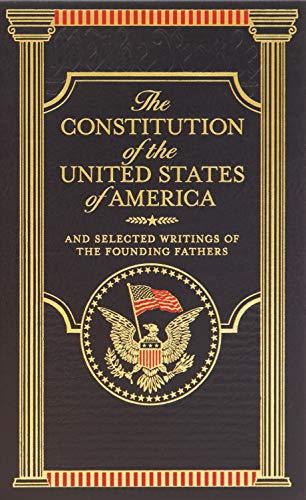 The
CONSTITUTION
of the
UNITED STATES
of AMERICA
AND SELECTED WRITINGS OF
THE FOUNDING FATHERS